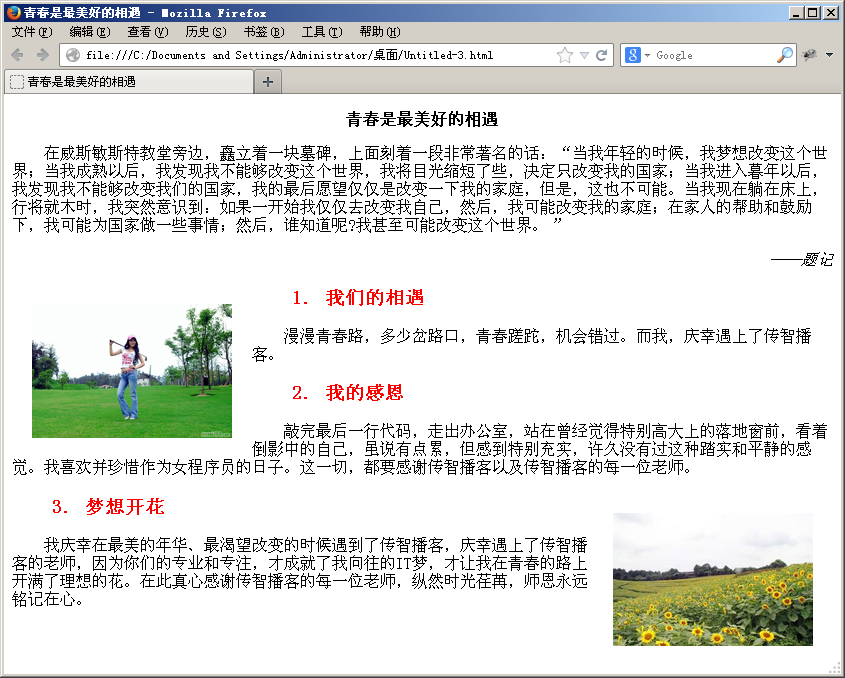 青春是最美好的相遇 - Mozilla Firefox
文件(F) 编辑(E) 查看(V) 历史(S) 书签(B) 工具(T) 帮助(H)
file:///C:/Documents and Settings/Administrator/桌面/Untitled-3.html
Google
青春是最美好的相遇
青春是最美好的相遇
在威斯敏斯特教堂旁边，矗立着一块墓碑，上面刻着一段非常著名的话：“当我年轻的时候，我梦想改变这个世
界；当我成熟以后，我发现我不能够改变这个世界，我将目光缩短了些，决定只改变我的国家；当我进入暮年以后，
我发现我不能够改变我们的国家，我的最后愿望仅仅是改变一下我的家庭，但是，这也不可能。当我现在躺在床上，
行将就木时，我突然意识到：如果一开始我仅仅去改变我自己，然后，我可能改变我的家庭；在家人的帮助和鼓励
下，我可能为国家做一些事情；然后，谁知道呢?我甚至可能改变这个世界。”
——题记
1. 我们的相遇
漫漫青春路，多少岔路口，青春蹉跎，机会错过。而我，庆幸遇上了传智播
客。
2. 我的感恩
敲完最后一行代码，走出办公室，站在曾经觉得特别高大上的落地窗前，看着
倒影中的自己，虽说有点累，但感到特别充实，许久没有过这种踏实和平静的感
觉。我喜欢并珍惜作为女程序员的日子。这一切，都要感谢传智播客以及传智播客的每一位老师。
3. 梦想开花
我庆幸在最美的年华、最渴望改变的时候遇到了传智播客，庆幸遇上了传智播
客的老师，因为你们的专业和专注，才成就了我向往的IT梦，才让我在青春的路上
开满了理想的花。在此真心感谢传智播客的每一位老师，纵然时光荏苒，师恩永远
铭记在心。